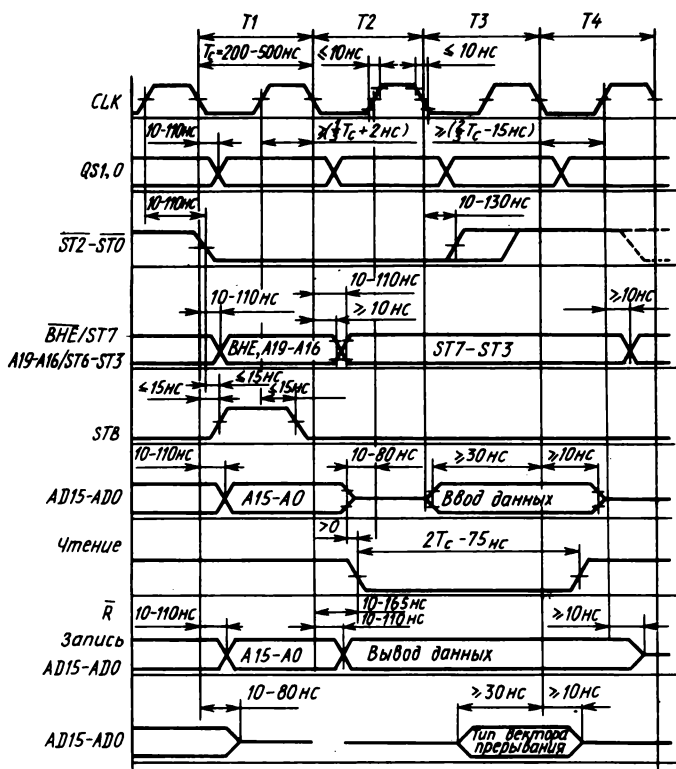 T1 T2 T3 T4
Tc=200-500нс ≤10нс ≤10нс
CLK
10-110нс ≥(⅓Tc+2нс) ≥(⅔Tc-15нс)
QS1,0
10-110нс 10-130нс
ST2-ST0
10-110нс
10-110нс ≥10нс ≥10нс
BHE/ST7
BHE,A19-A16 ST7-ST3
A19-A16/ST6-ST3
≤15нс
≤15нс ≤15нс
STB
10-110нс 10-80нс ≥30нс ≥10нс
AD15-AD0 A15-A0 Ввод данных
>0
Чтение 2Tc-75нс
R
10-165нс
10-110нс 10-110нс ≥10нс
Запись
AD15-AD0 A15-A0 Вывод данных
10-80нс ≥30нс ≥10нс
AD15-AD0 Тип вектора
прерывания